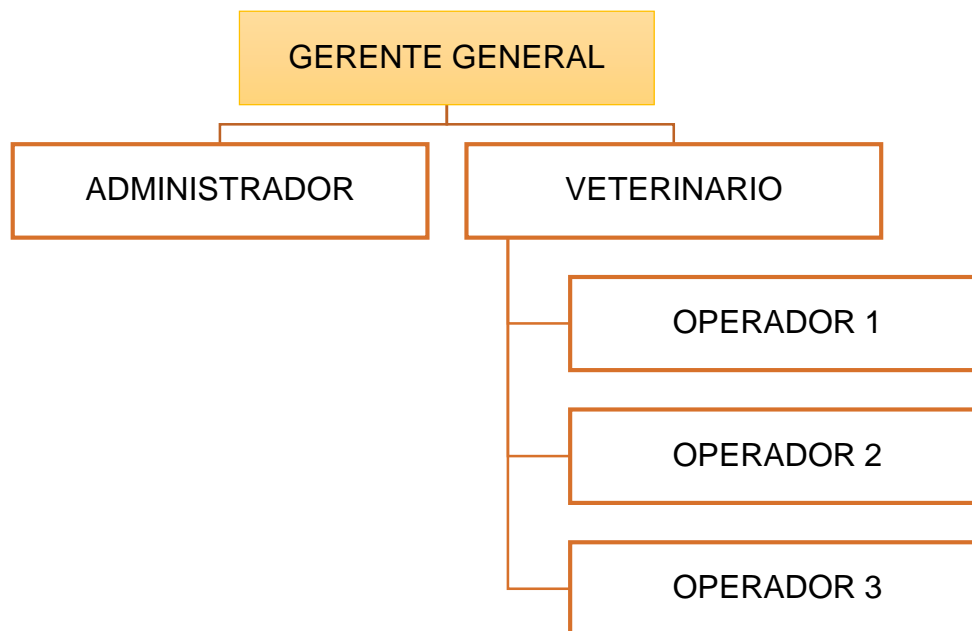 GERENTE GENERAL
ADMINISTRADOR
VETERINARIO
OPERADOR 1
OPERADOR 2
OPERADOR 3